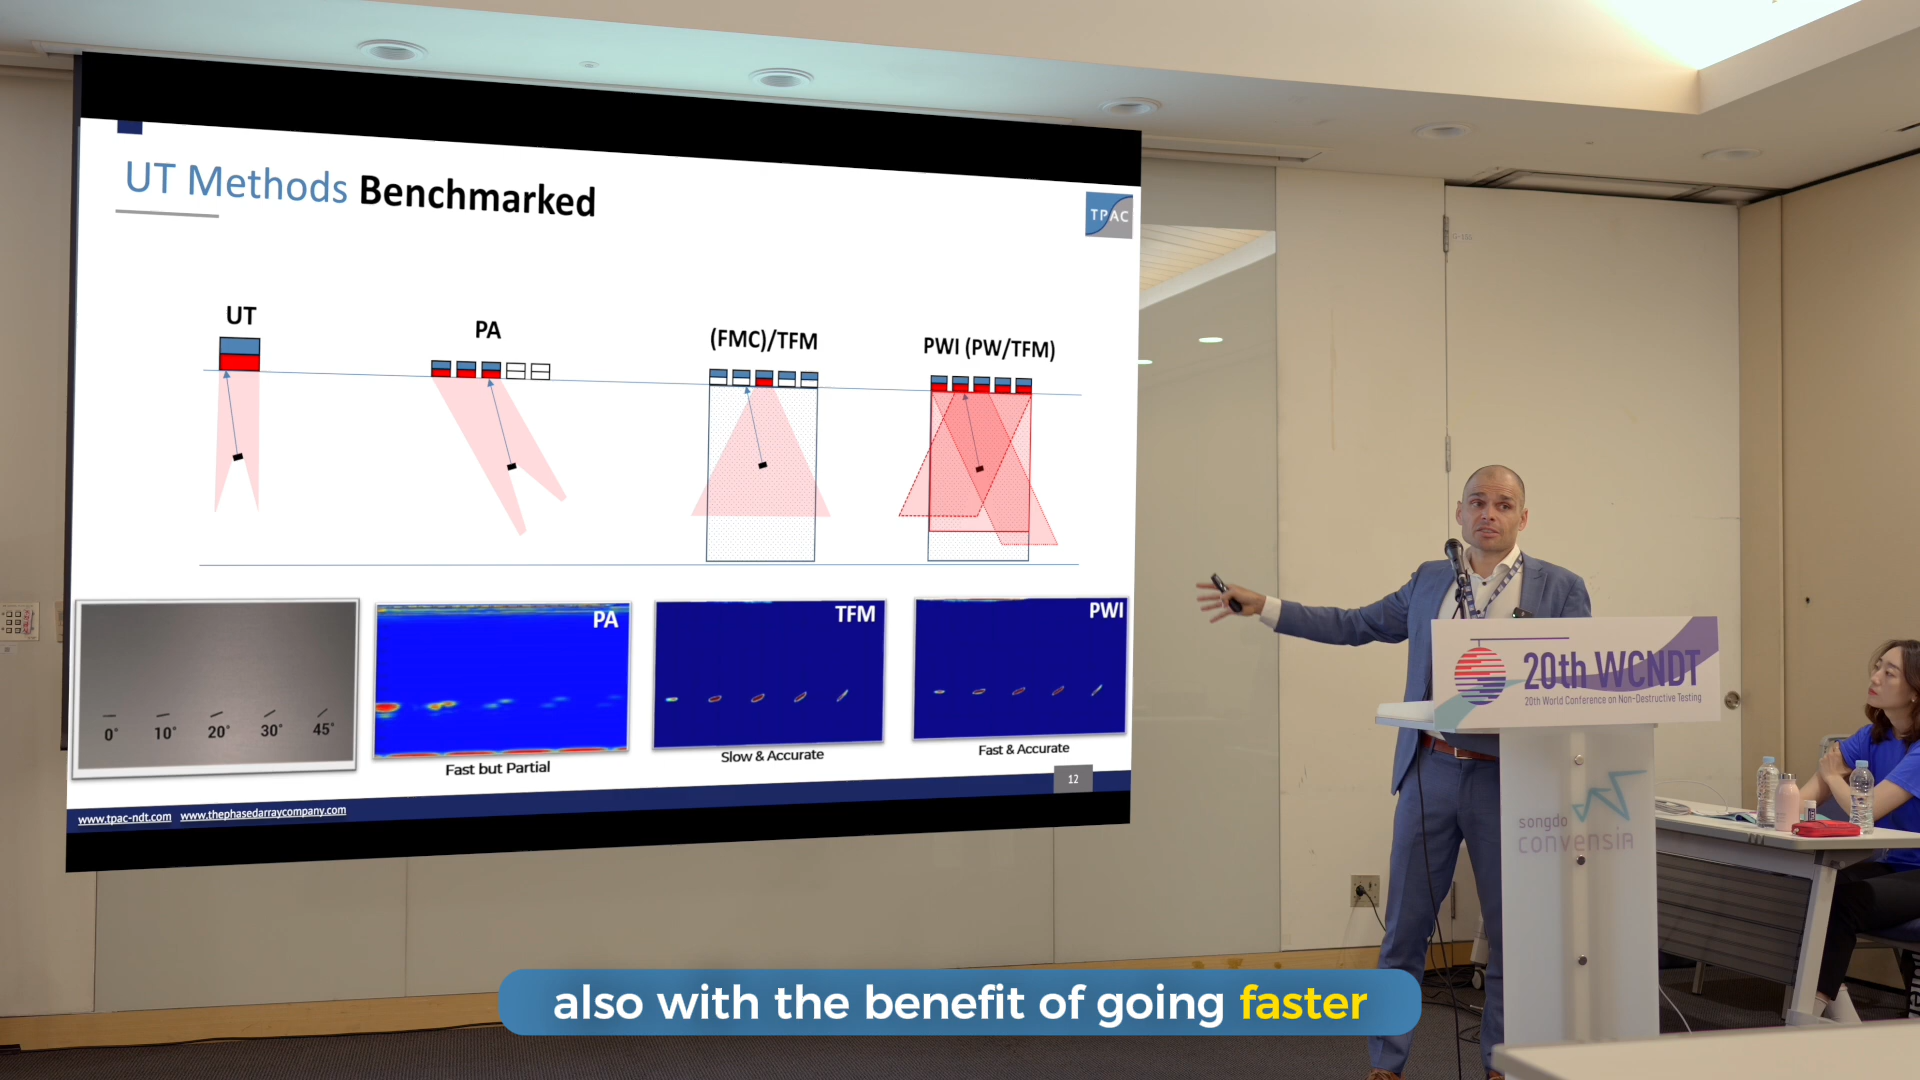 UT Methods Benchmarked
TPAC
UT
PA
(FMC)/TFM
PWI (PW/TFM)
0°
10°
20°
30°
45°
PA
TFM
PWI
Fast but Partial
Slow & Accurate
Fast & Accurate
12
www.tpac-ndt.com www.thephasedarraycompany.com
20th WCNDT
20th World Conference on Non-Destructive Testing
songdo
convensia
also with the benefit of going faster